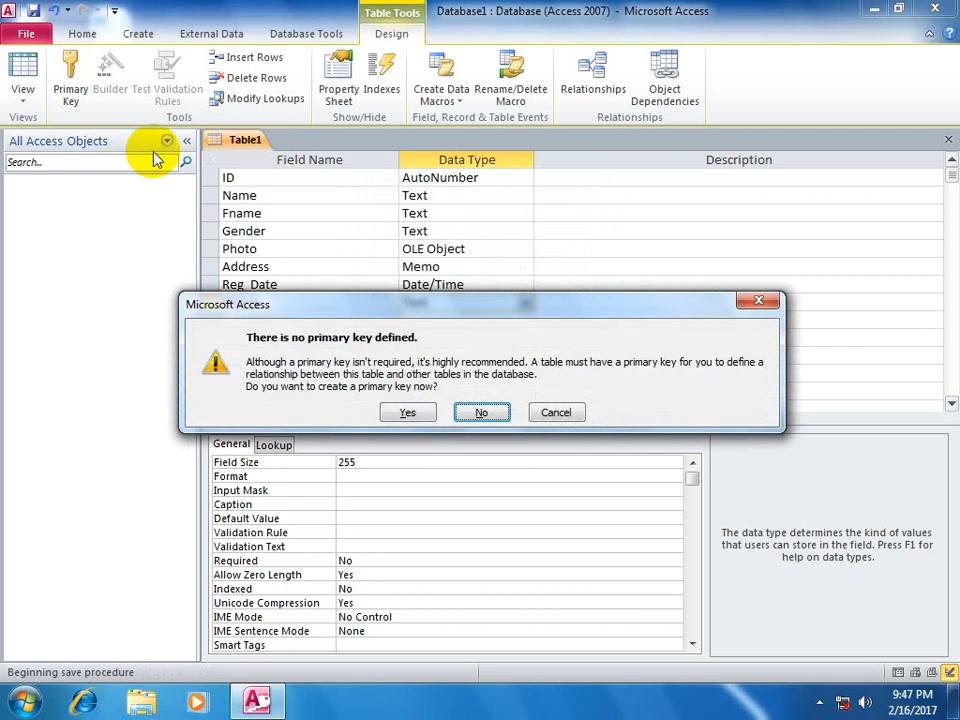 Table Tools
Database1 : Database (Access 2007) - Microsoft Access
File
Home
Create
External Data
Database Tools
Design
View
Primary
Key
Builder
Test Validation
Rules
Insert Rows
Delete Rows
Modify Lookups
Property
Sheet
Indexes
Create Data
Macros
Rename/Delete
Macro
Relationships
Object
Dependencies
Views
Tools
Show/Hide
Field, Record & Table Events
Relationships
All Access Objects
Search...
Table1
Field Name
Data Type
Description
ID
AutoNumber
Name
Text
Fname
Text
Gender
Text
Photo
OLE Object
Address
Memo
Reg_Date
Date/Time
Text
Microsoft Access
There is no primary key defined.
Although a primary key isn't required, it's highly recommended. A table must have a primary key for you to define a
relationship between this table and other tables in the database.
Do you want to create a primary key now?
Yes
No
Cancel
General
Lookup
Field Size
255
Format
Input Mask
Caption
Default Value
Validation Rule
Validation Text
Required
No
Allow Zero Length
Yes
Indexed
No
Unicode Compression
Yes
IME Mode
No Control
IME Sentence Mode
None
Smart Tags
The data type determines the kind of values
that users can store in the field. Press F1 for
help on data types.
Beginning save procedure
9:47 PM
2/16/2017